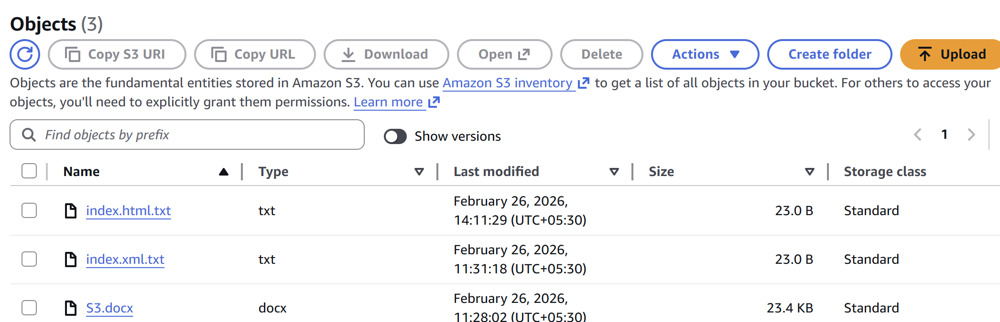 Objects (3)
Copy S3 URI Copy URL Download Open Delete Actions Create folder Upload
Objects are the fundamental entities stored in Amazon S3. You can use Amazon S3 inventory to get a list of all objects in your bucket. For others to access your
objects, you'll need to explicitly grant them permissions. Learn more
Find objects by prefix Show versions 1
Name Type Last modified Size Storage class
index.html.txt txt February 26, 2026, 14:11:29 (UTC+05:30) 23.0 B Standard
index.xml.txt txt February 26, 2026, 11:31:18 (UTC+05:30) 23.0 B Standard
S3.docx docx February 26, 2026, 11:28:02 (UTC+05:30) 23.4 KB Standard